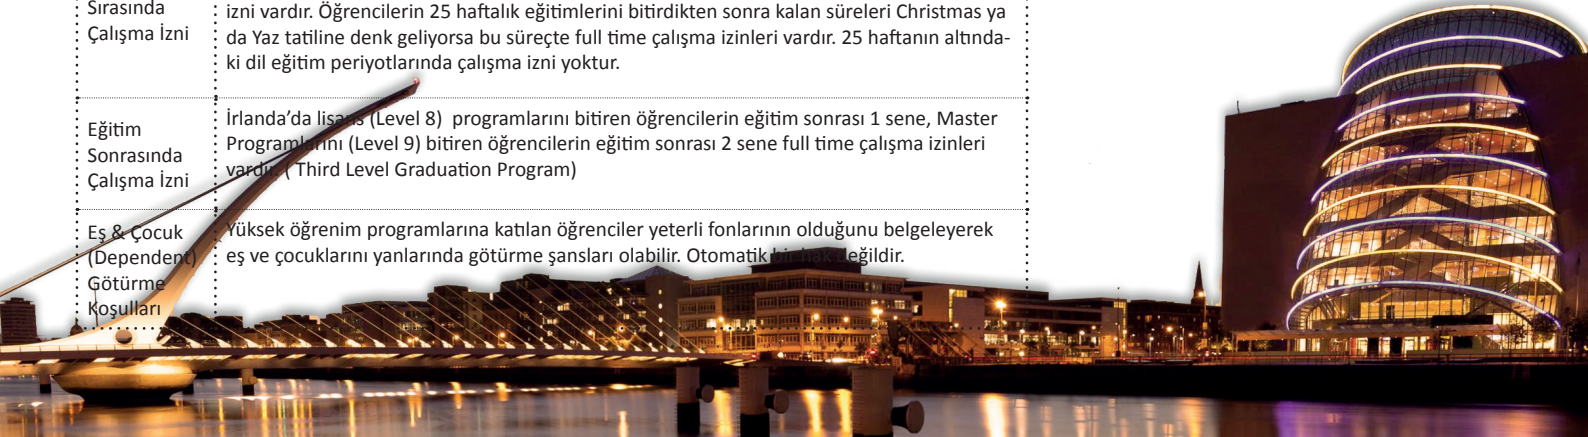 Sırasında
Çalışma İzni
izni vardır. Öğrencilerin 25 haftalık eğitimlerini bitirdikten sonra kalan süreleri Christmas ya
da Yaz tatiline denk geliyorsa bu süreçte full time çalışma izinleri vardır. 25 haftanın altında-
ki dil eğitim periyotlarında çalışma izni yoktur.
Eğitim
Sonrasında
Çalışma İzni
İrlanda’da lisans (Level 8) programlarını bitiren öğrencilerin eğitim sonrası 1 sene, Master
Programlarını (Level 9) bitiren öğrencilerin eğitim sonrası 2 sene full time çalışma izinleri
vardır. ( Third Level Graduation Program)
Eş & Çocuk
(Dependent)
Götürme
Koşulları
Yüksek öğrenim programlarına katılan öğrenciler yeterli fonlarının olduğunu belgeleyerek
eş ve çocuklarını yanlarında götürme şansları olabilir. Otomatik bir hak değildir.